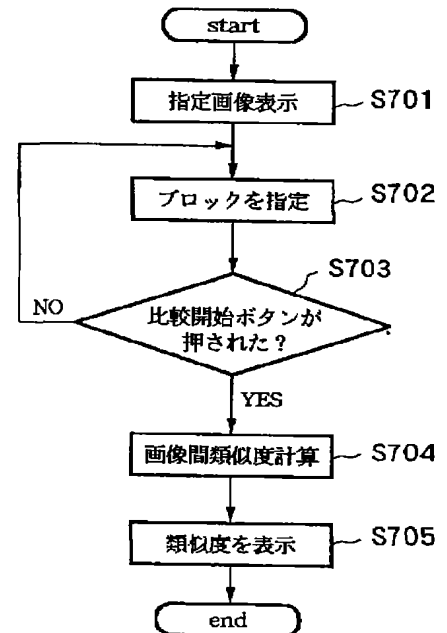 start
指定画像表示
S701
ブロックを指定
S702
S703
比較開始ボタンが
押された？
NO
YES
画像間類似度計算
S704
類似度を表示
S705
end